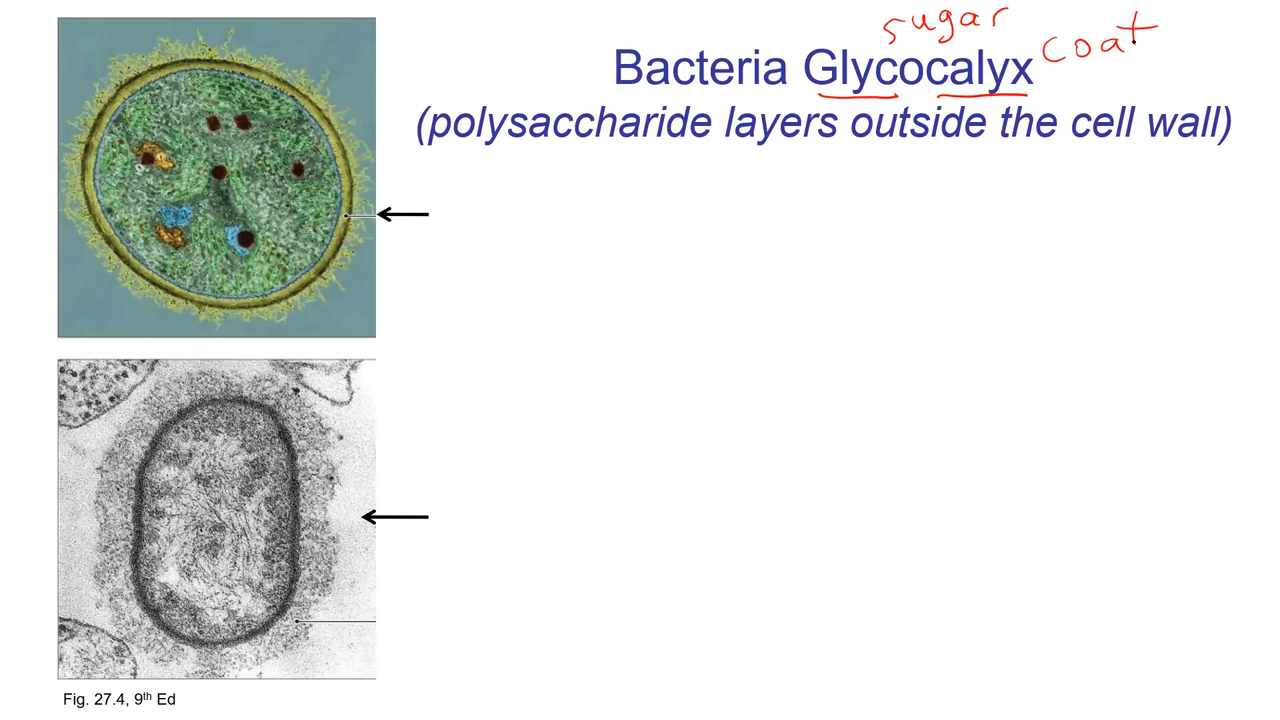 sugar coat
Bacteria Glycocalyx
(polysaccharide layers outside the cell wall)
Fig. 27.4, 9th Ed